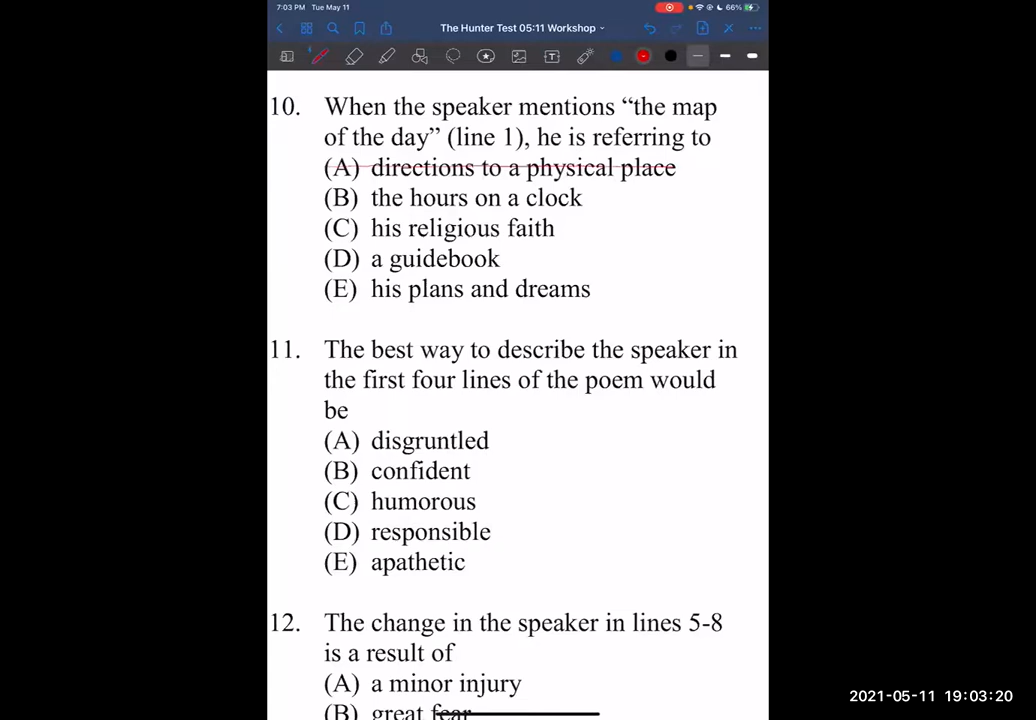 7:03 PM Tue May 11
66%
The Hunter Test 05:11 Workshop
10. When the speaker mentions “the map
of the day” (line 1), he is referring to
(A) directions to a physical place
(B) the hours on a clock
(C) his religious faith
(D) a guidebook
(E) his plans and dreams
11. The best way to describe the speaker in
the first four lines of the poem would
be
(A) disgruntled
(B) confident
(C) humorous
(D) responsible
(E) apathetic
12. The change in the speaker in lines 5-8
is a result of
(A) a minor injury
(B) great fear
2021-05-11 19:03:20